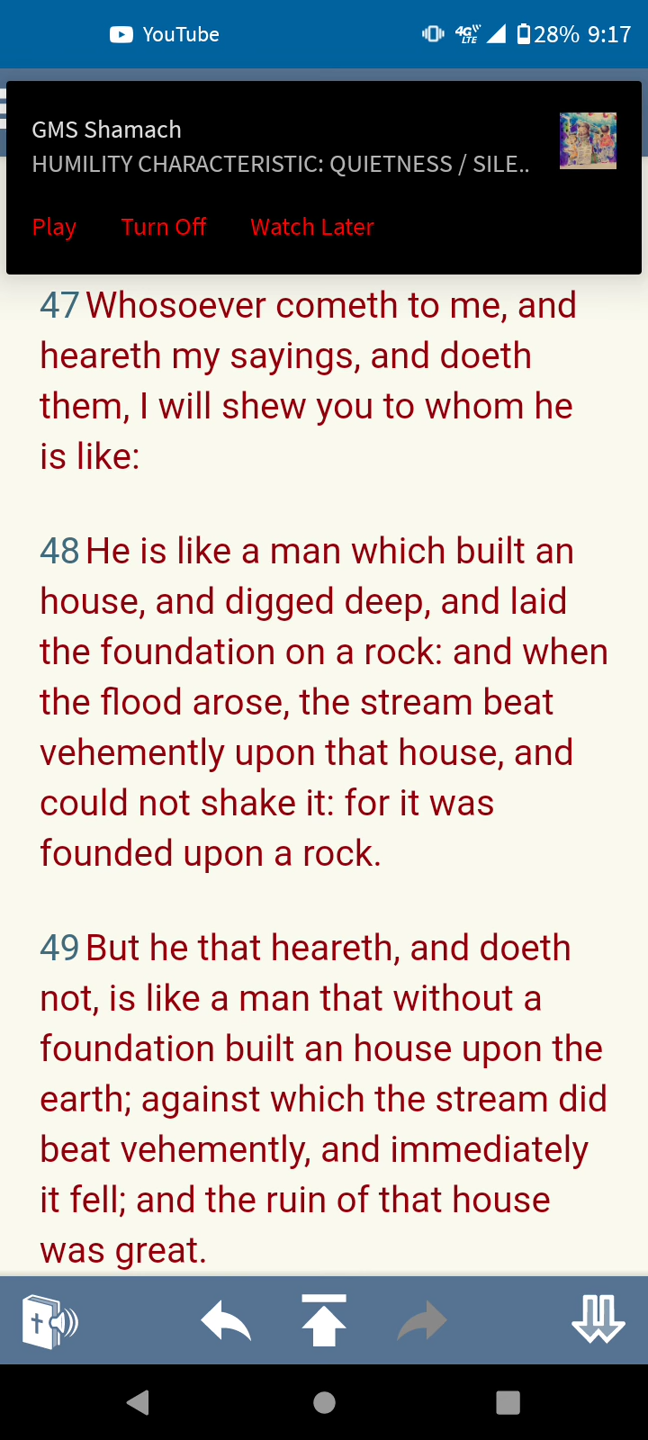 YouTube
4G LTE 28% 9:17
GMS Shamach
HUMILITY CHARACTERISTIC: QUIETNESS / SILE..
Play Turn Off Watch Later
47 Whosoever cometh to me, and
heareth my sayings, and doeth
them, I will shew you to whom he
is like:
48 He is like a man which built an
house, and digged deep, and laid
the foundation on a rock: and when
the flood arose, the stream beat
vehemently upon that house, and
could not shake it: for it was
founded upon a rock.
49 But he that heareth, and doeth
not, is like a man that without a
foundation built an house upon the
earth; against which the stream did
beat vehemently, and immediately
it fell; and the ruin of that house
was great.